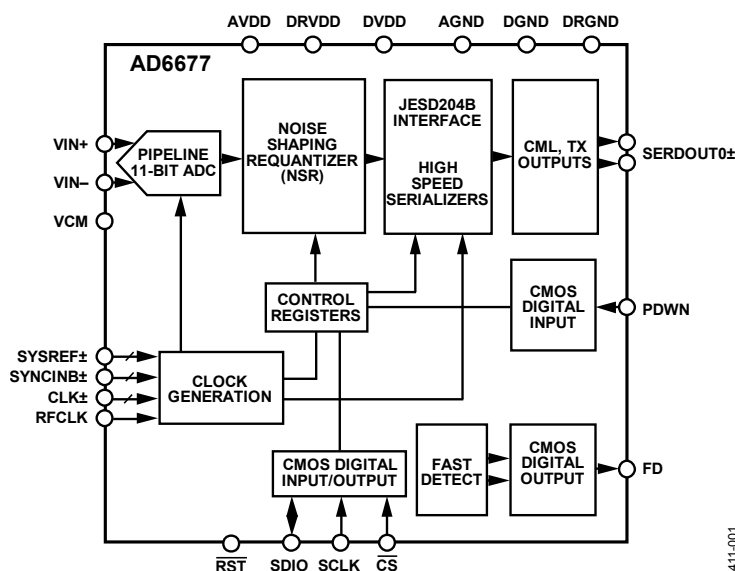 AVDD DRVDD DVDD AGND DGND DRGND
AD6677
VIN+
VIN–
VCM
PIPELINE
11-BIT ADC
NOISE
SHAPING
REQUANTIZER
(NSR)
JESD204B
INTERFACE
HIGH
SPEED
SERIALIZERS
CML, TX
OUTPUTS
SERDOUT0±
CONTROL
REGISTERS
CMOS
DIGITAL
INPUT
PDWN
SYSREF±
SYNCINB±
CLK±
RFCLK
CLOCK
GENERATION
CMOS DIGITAL
INPUT/OUTPUT
FAST
DETECT
CMOS
DIGITAL
OUTPUT
FD
RST SDIO SCLK CS
411-001